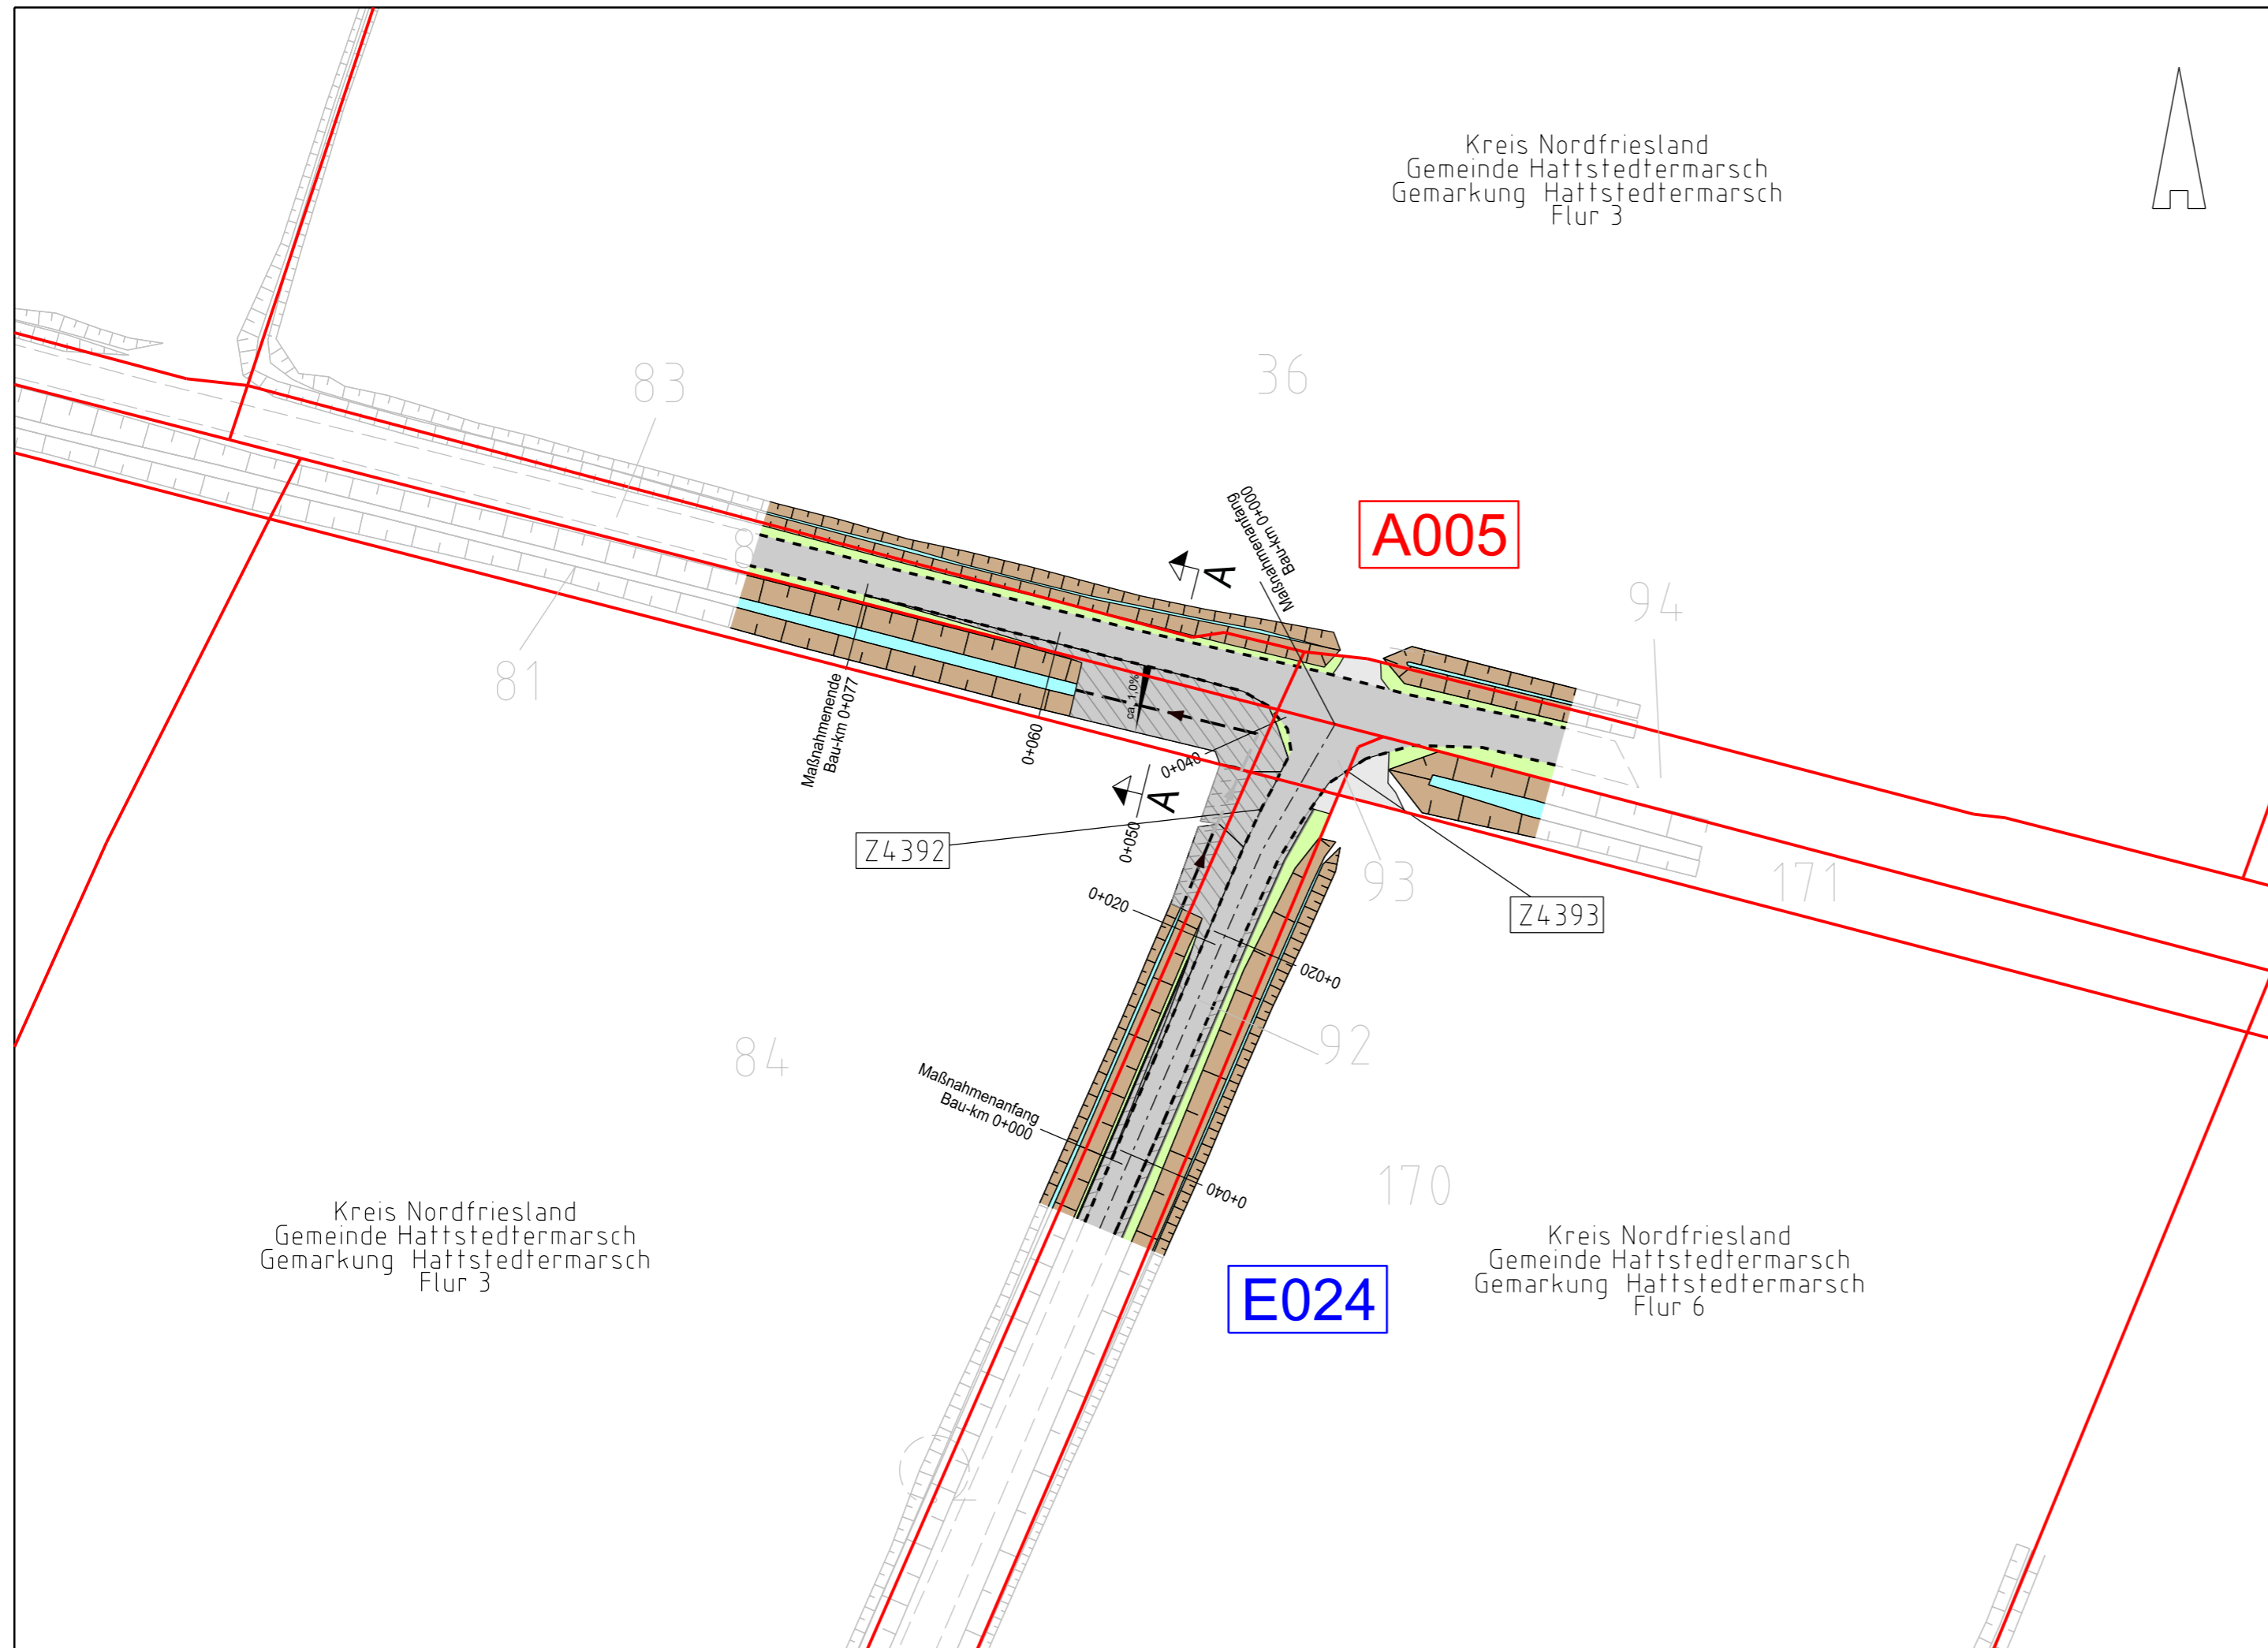 Kreis Nordfriesland
Gemeinde Hattstedtermarsch
Gemarkung Hattstedtermarsch
Flur 3
83
36
A005
Maßnahmenanfang
Bau-km 0+000
A
8
94
81
Maßnahmenende
Bau-km 0+077
0+060
ca. 1,0%
0+040
A
0+050
Z4392
93
171
Z4393
0+020
0+020
92
84
Maßnahmenanfang
Bau-km 0+000
0+040
170
Kreis Nordfriesland
Gemeinde Hattstedtermarsch
Gemarkung Hattstedtermarsch
Flur 3
Kreis Nordfriesland
Gemeinde Hattstedtermarsch
Gemarkung Hattstedtermarsch
Flur 6
E024